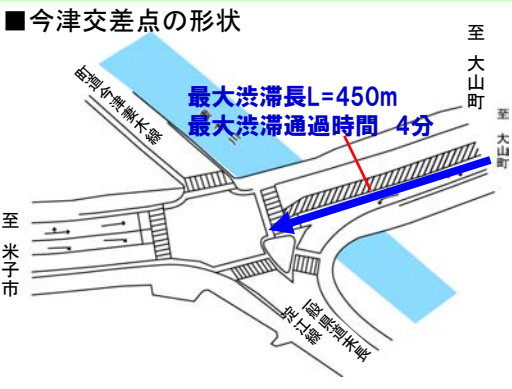 ■今津交差点の形状
至 大山町
町道今津妻木線
最大渋滞長L=450m
最大渋滞通過時間 4分
至 大山町
至 米子市
一般県道末長
淀江線